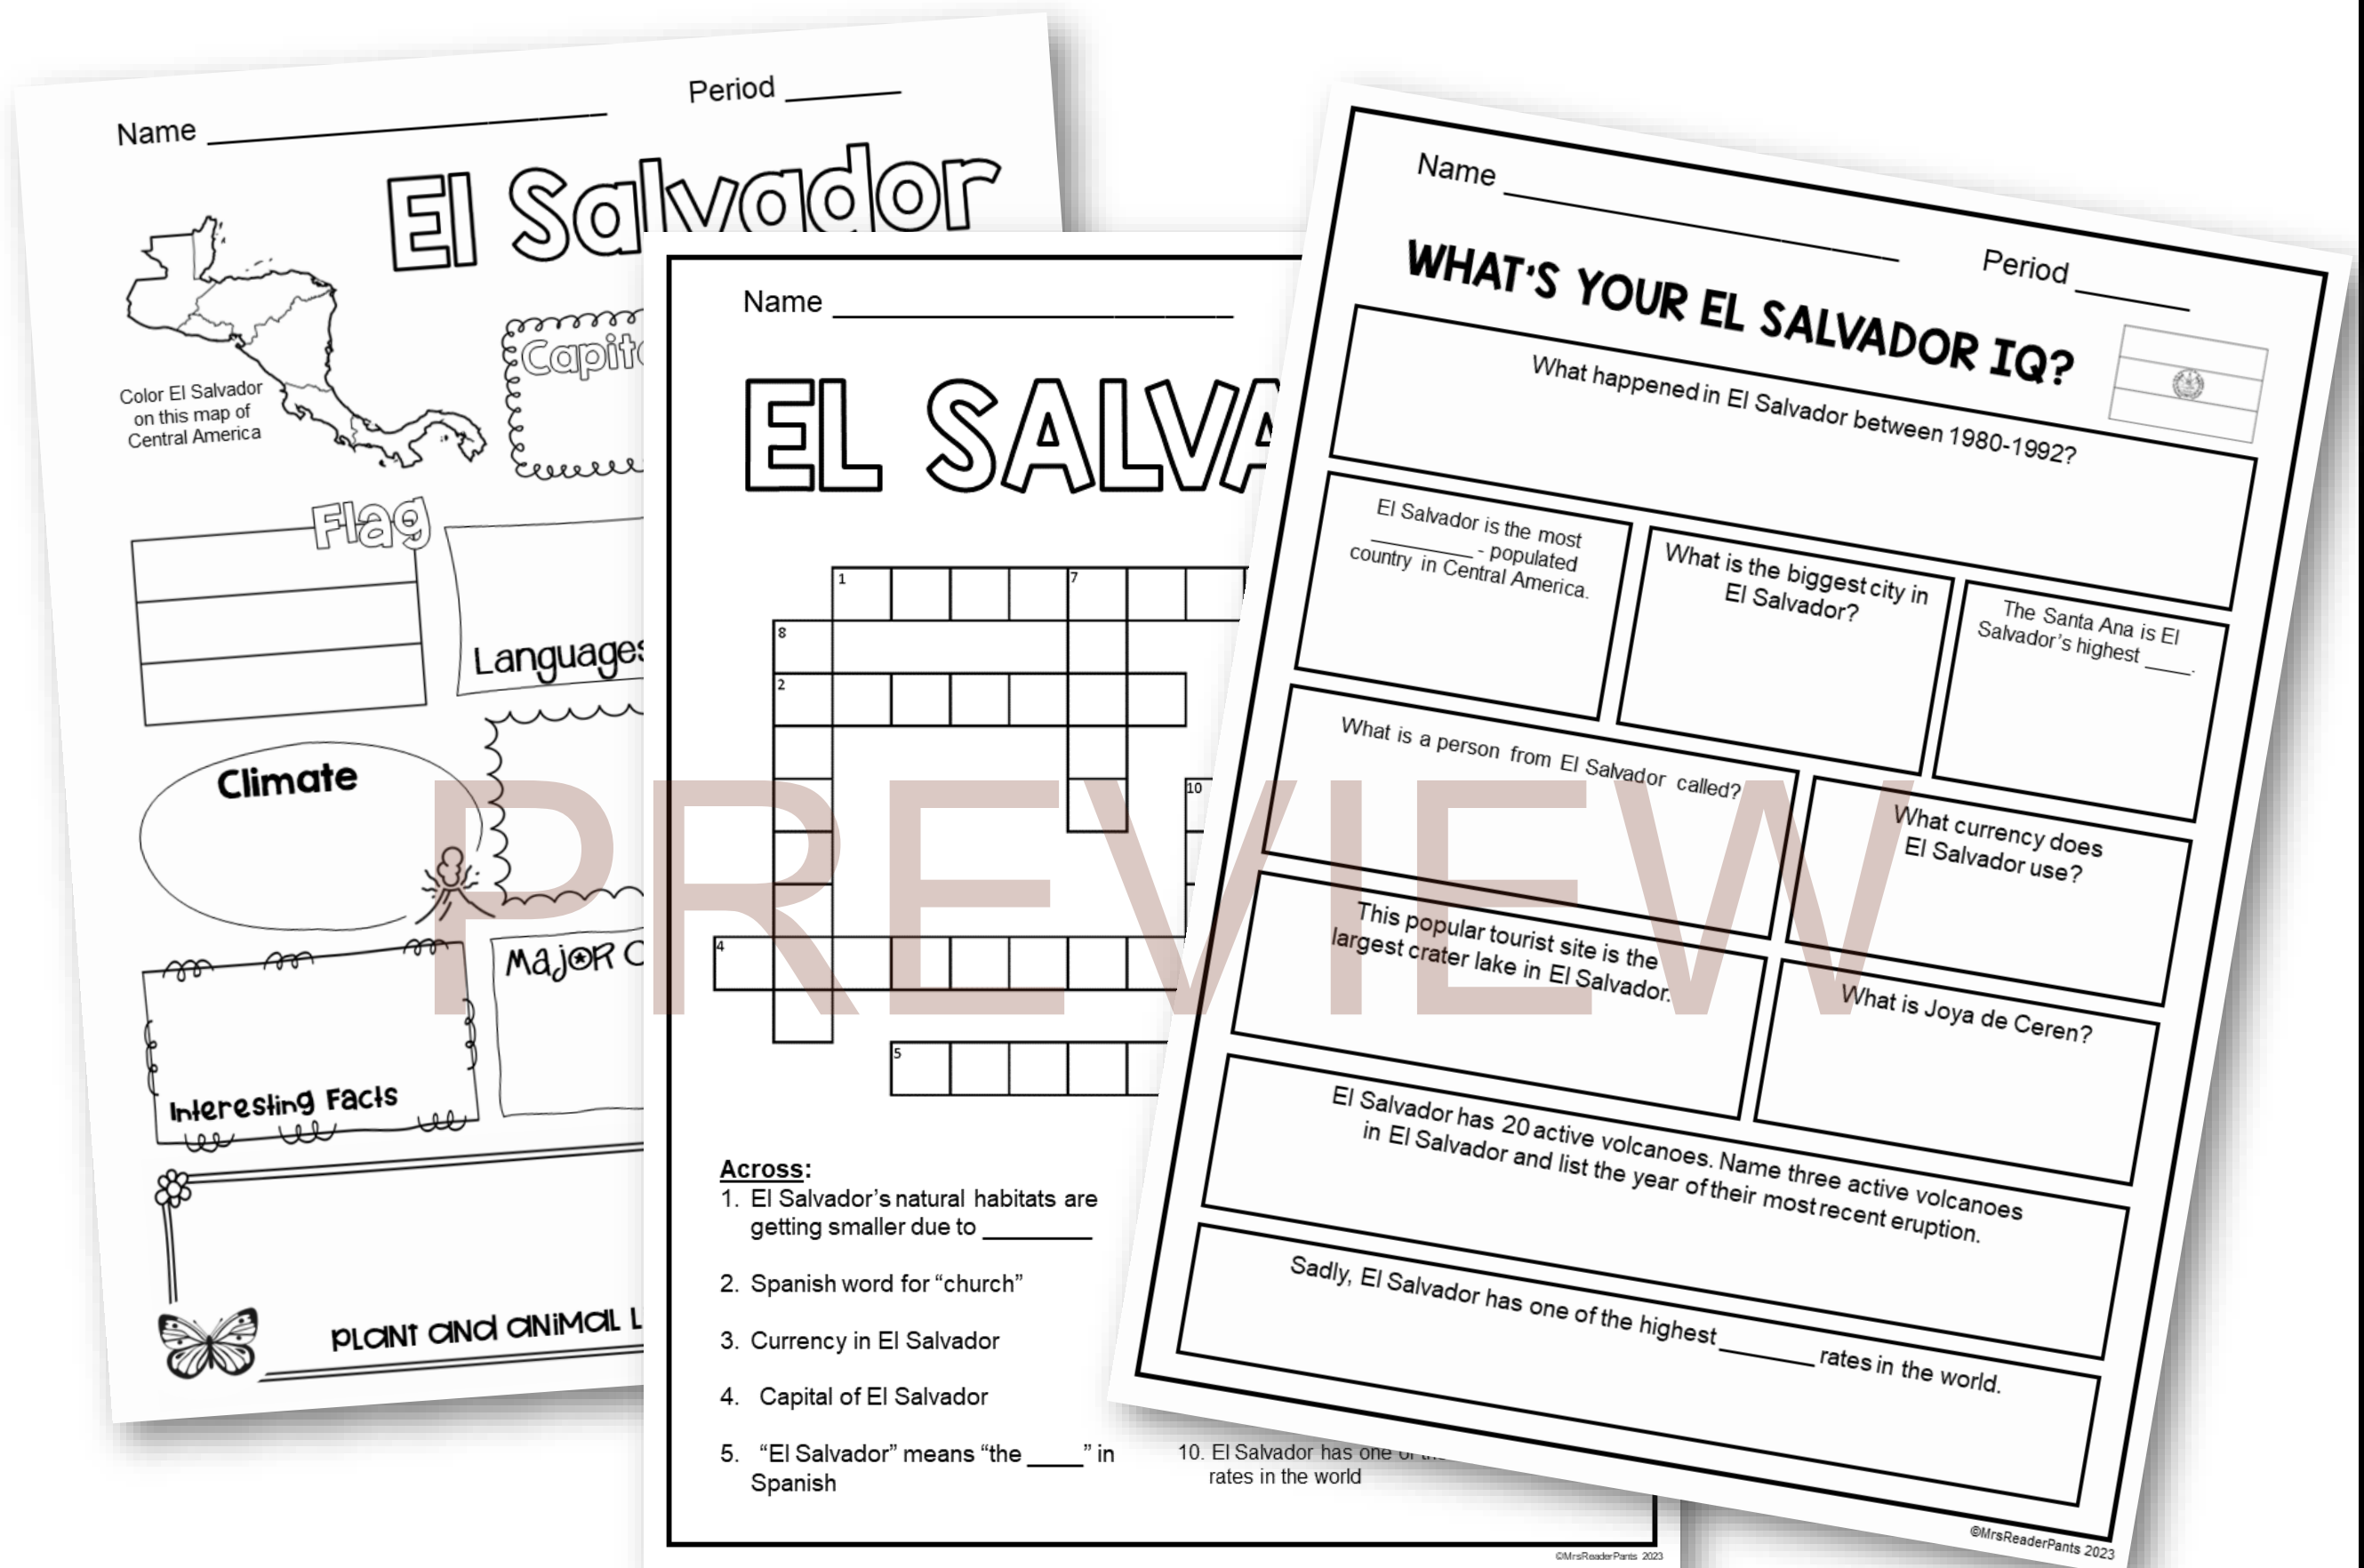 Name
Period
El Salvador
Color El Salvador
on this map of
Central America
Flag
Languages
Climate
Interesting Facts
Major
PLANT AND ANIMAL
Name
EL
1
7
8
2
10
4
5
Across:
1. El Salvador’s natural habitats are
getting smaller due to ________
2. Spanish word for “church”
3. Currency in El Salvador
4. Capital of El Salvador
5. “El Salvador” means “the ____” in
Spanish
10. El Salvador has one of
rates in the world
©MrsReaderPants 2023
Name
Period
WHAT'S YOUR EL SALVADOR IQ?
What happened in El Salvador between 1980-1992?
El Salvador is the most
________ - populated
country in Central America.
What is the biggest city in
El Salvador?
The Santa Ana is El
Salvador’s highest ____.
What is a person from El Salvador called?
What currency does
El Salvador use?
This popular tourist site is the
largest crater lake in El Salvador.
What is Joya de Ceren?
El Salvador has 20 active volcanoes. Name three active volcanoes
in El Salvador and list the year of their most recent eruption.
Sadly, El Salvador has one of the highest _______ rates in the world.
©MrsReaderPants 2023
PREVIEW